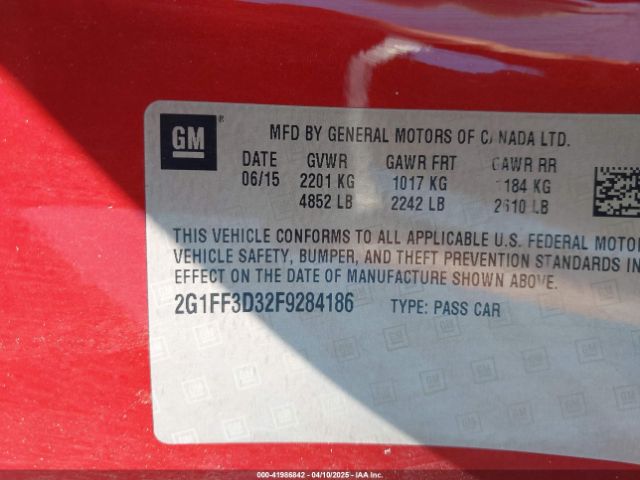 GM ®
MFD BY GENERAL MOTORS OF CANADA LTD.
DATE GVWR GAWR FRT GAWR RR
06/15 2201 KG 1017 KG 1184 KG
4852 LB 2242 LB 2610 LB
THIS VEHICLE CONFORMS TO ALL APPLICABLE U.S. FEDERAL MOTOR
VEHICLE SAFETY, BUMPER, AND THEFT PREVENTION STANDARDS IN
EFFECT ON THE DATE OF MANUFACTURE SHOWN ABOVE.
2G1FF3D32F9284186 TYPE: PASS CAR
000-41986842 - 04/10/2025 - IAA Inc.